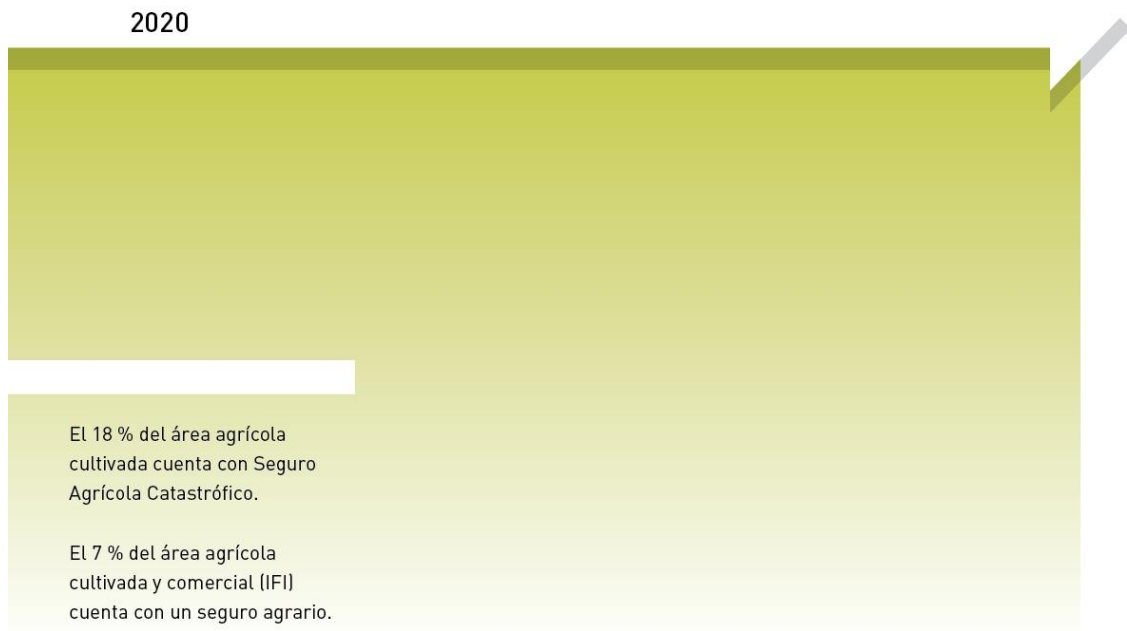 2020
El 18 % del área agrícola
cultivada cuenta con Seguro
Agrícola Catastrófico.
El 7 % del área agrícola
cultivada y comercial (IFI)
cuenta con un seguro agrario.